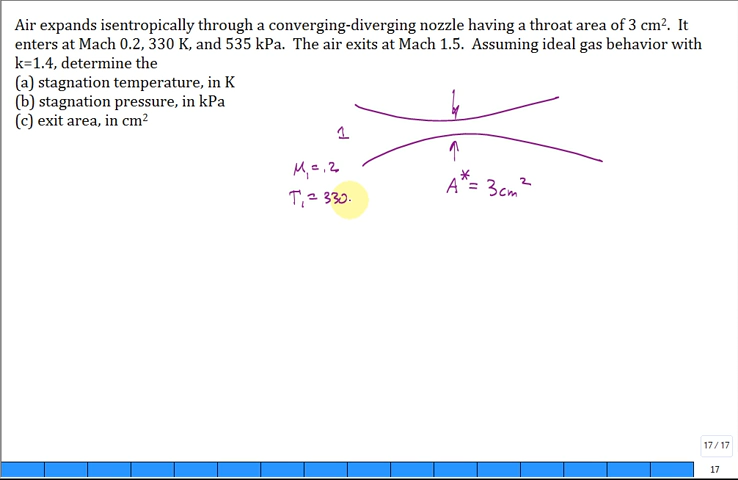 Air expands isentropically through a converging-diverging nozzle having a throat area of 3 cm². It
enters at Mach 0.2, 330 K, and 535 kPa. The air exits at Mach 1.5. Assuming ideal gas behavior with
k=1.4, determine the
(a) stagnation temperature, in K
(b) stagnation pressure, in kPa
(c) exit area, in cm²
1
M₁ = .2
T₁ = 330.
A* = 3cm²
17 / 17
17